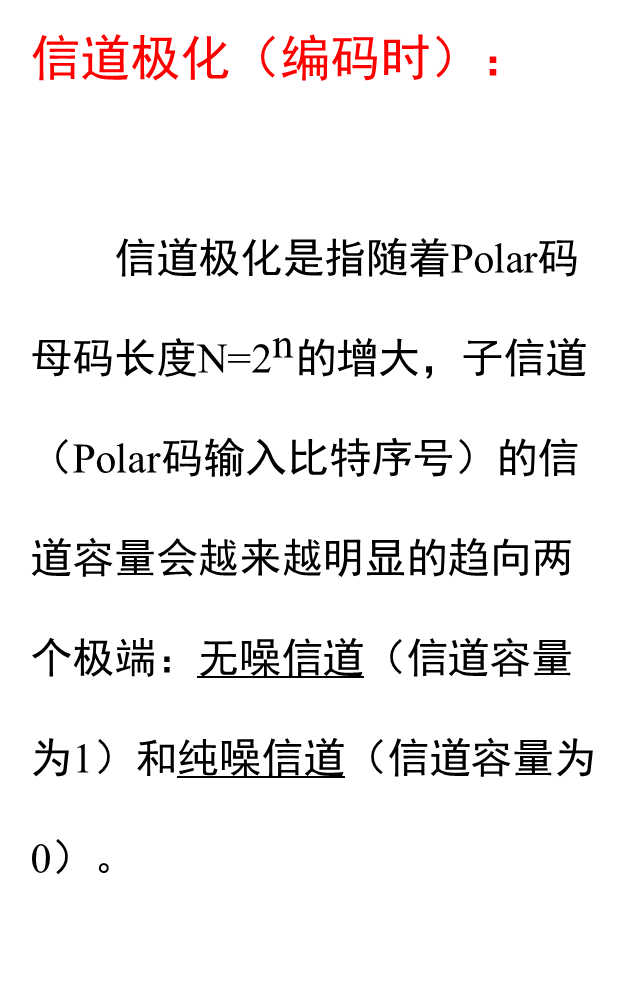 信道极化（编码时）：
信道极化是指随着Polar码
母码长度N=2ⁿ的增大，子信道
（Polar码输入比特序号）的信
道容量会越来越明显的趋向两
个极端：无噪信道（信道容量
为1）和纯噪信道（信道容量为
0）。